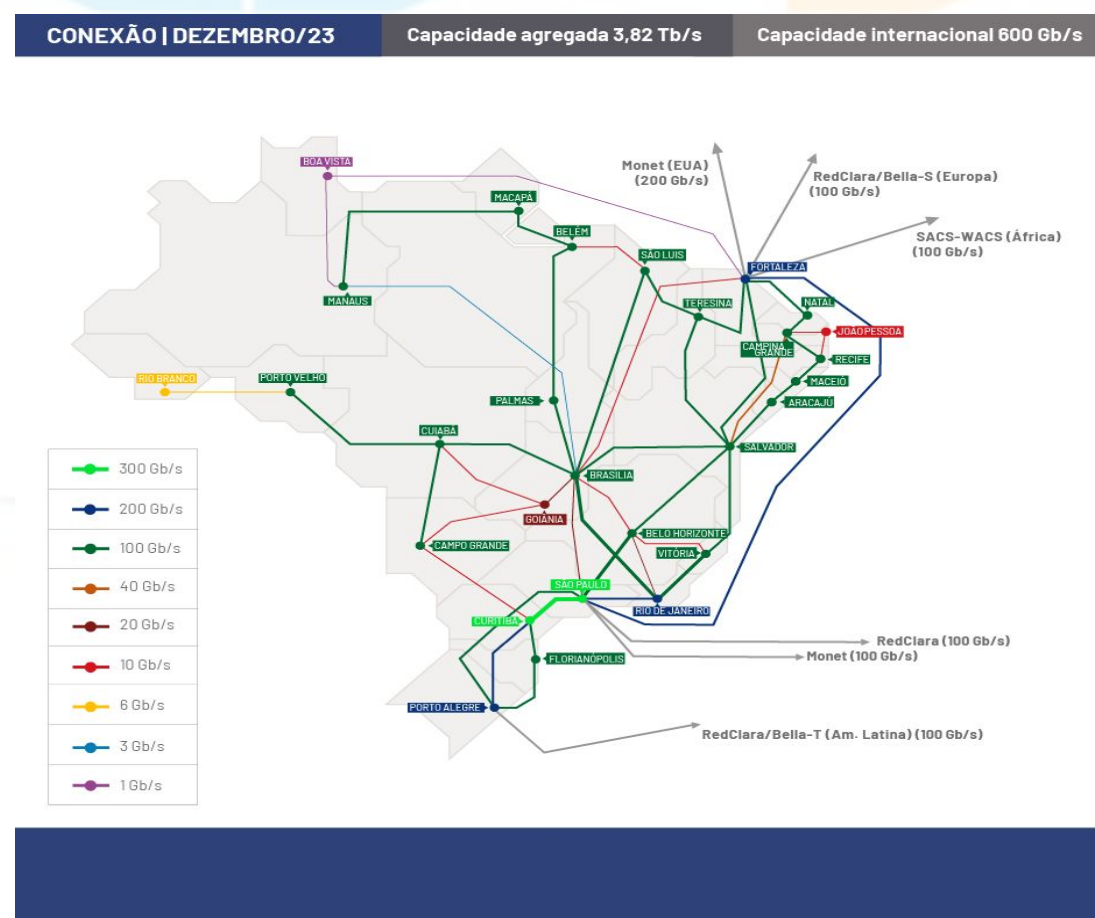 CONEXÃO | DEZEMBRO/23
Capacidade agregada 3,82 Tb/s
Capacidade internacional 600 Gb/s
BOA VISTA
Monet (EUA)
(200 Gb/s)
RedClara/Bella-S (Europa)
(100 Gb/s)
MACAPÁ
SACS-WACS (África)
(100 Gb/s)
BELÉM
SÃO LUIS
FORTALEZA
MANAUS
TERESINA
NATAL
JOÃO PESSOA
CAMPINA
GRANDE
RECIFE
RIO BRANCO
PORTO VELHO
MACEIÓ
PALMAS
ARACAJÚ
CUIABÁ
SALVADOR
BRASÍLIA
GOIÂNIA
BELO HORIZONTE
CAMPO GRANDE
VITÓRIA
SÃO PAULO
RIO DE JANEIRO
CURITIBA
RedClara (100 Gb/s)
Monet (100 Gb/s)
FLORIANÓPOLIS
PORTO ALEGRE
RedClara/Bella-T (Am. Latina) (100 Gb/s)
300 Gb/s
200 Gb/s
100 Gb/s
40 Gb/s
20 Gb/s
10 Gb/s
6 Gb/s
3 Gb/s
1 Gb/s